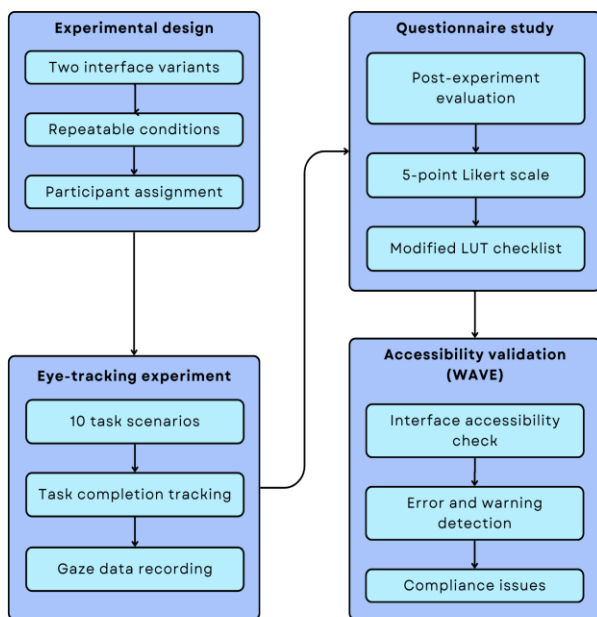 Experimental design
Two interface variants
Repeatable conditions
Participant assignment
Eye-tracking experiment
10 task scenarios
Task completion tracking
Gaze data recording
Questionnaire study
Post-experiment
evaluation
5-point Likert scale
Modified LUT checklist
Accessibility validation
(WAVE)
Interface accessibility
check
Error and warning
detection
Compliance issues